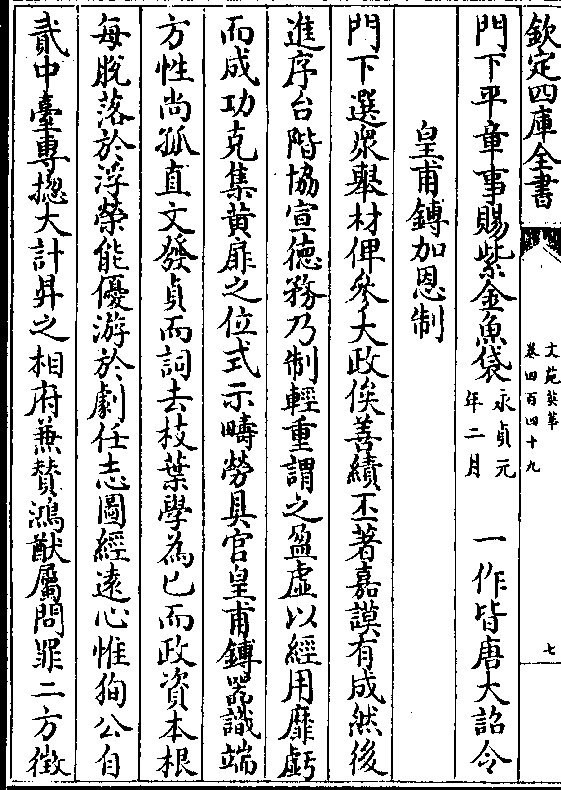 欽定四庫全書
文苑英華
卷四百四十九
七
門下平章事賜紫金魚袋永貞元年二月 一作皆唐大詔令
皇甫鎛加恩制
門下選衆舉材俾參大政俟善績丕著嘉謨有成然後
進序台階協宣德務乃制輕重謂之盈虛以經用靡虧
而成功克集黄扉之位式示疇勞具官皇甫鎛器識端
方性尚孤直文發貞而詞去枝葉學為已而政資本根
每脫落於浮榮能優游於劇任志圖經遠心惟狥公自
貳中臺專揔大計昇之相府兼賛鴻猷屬問罪二方徵